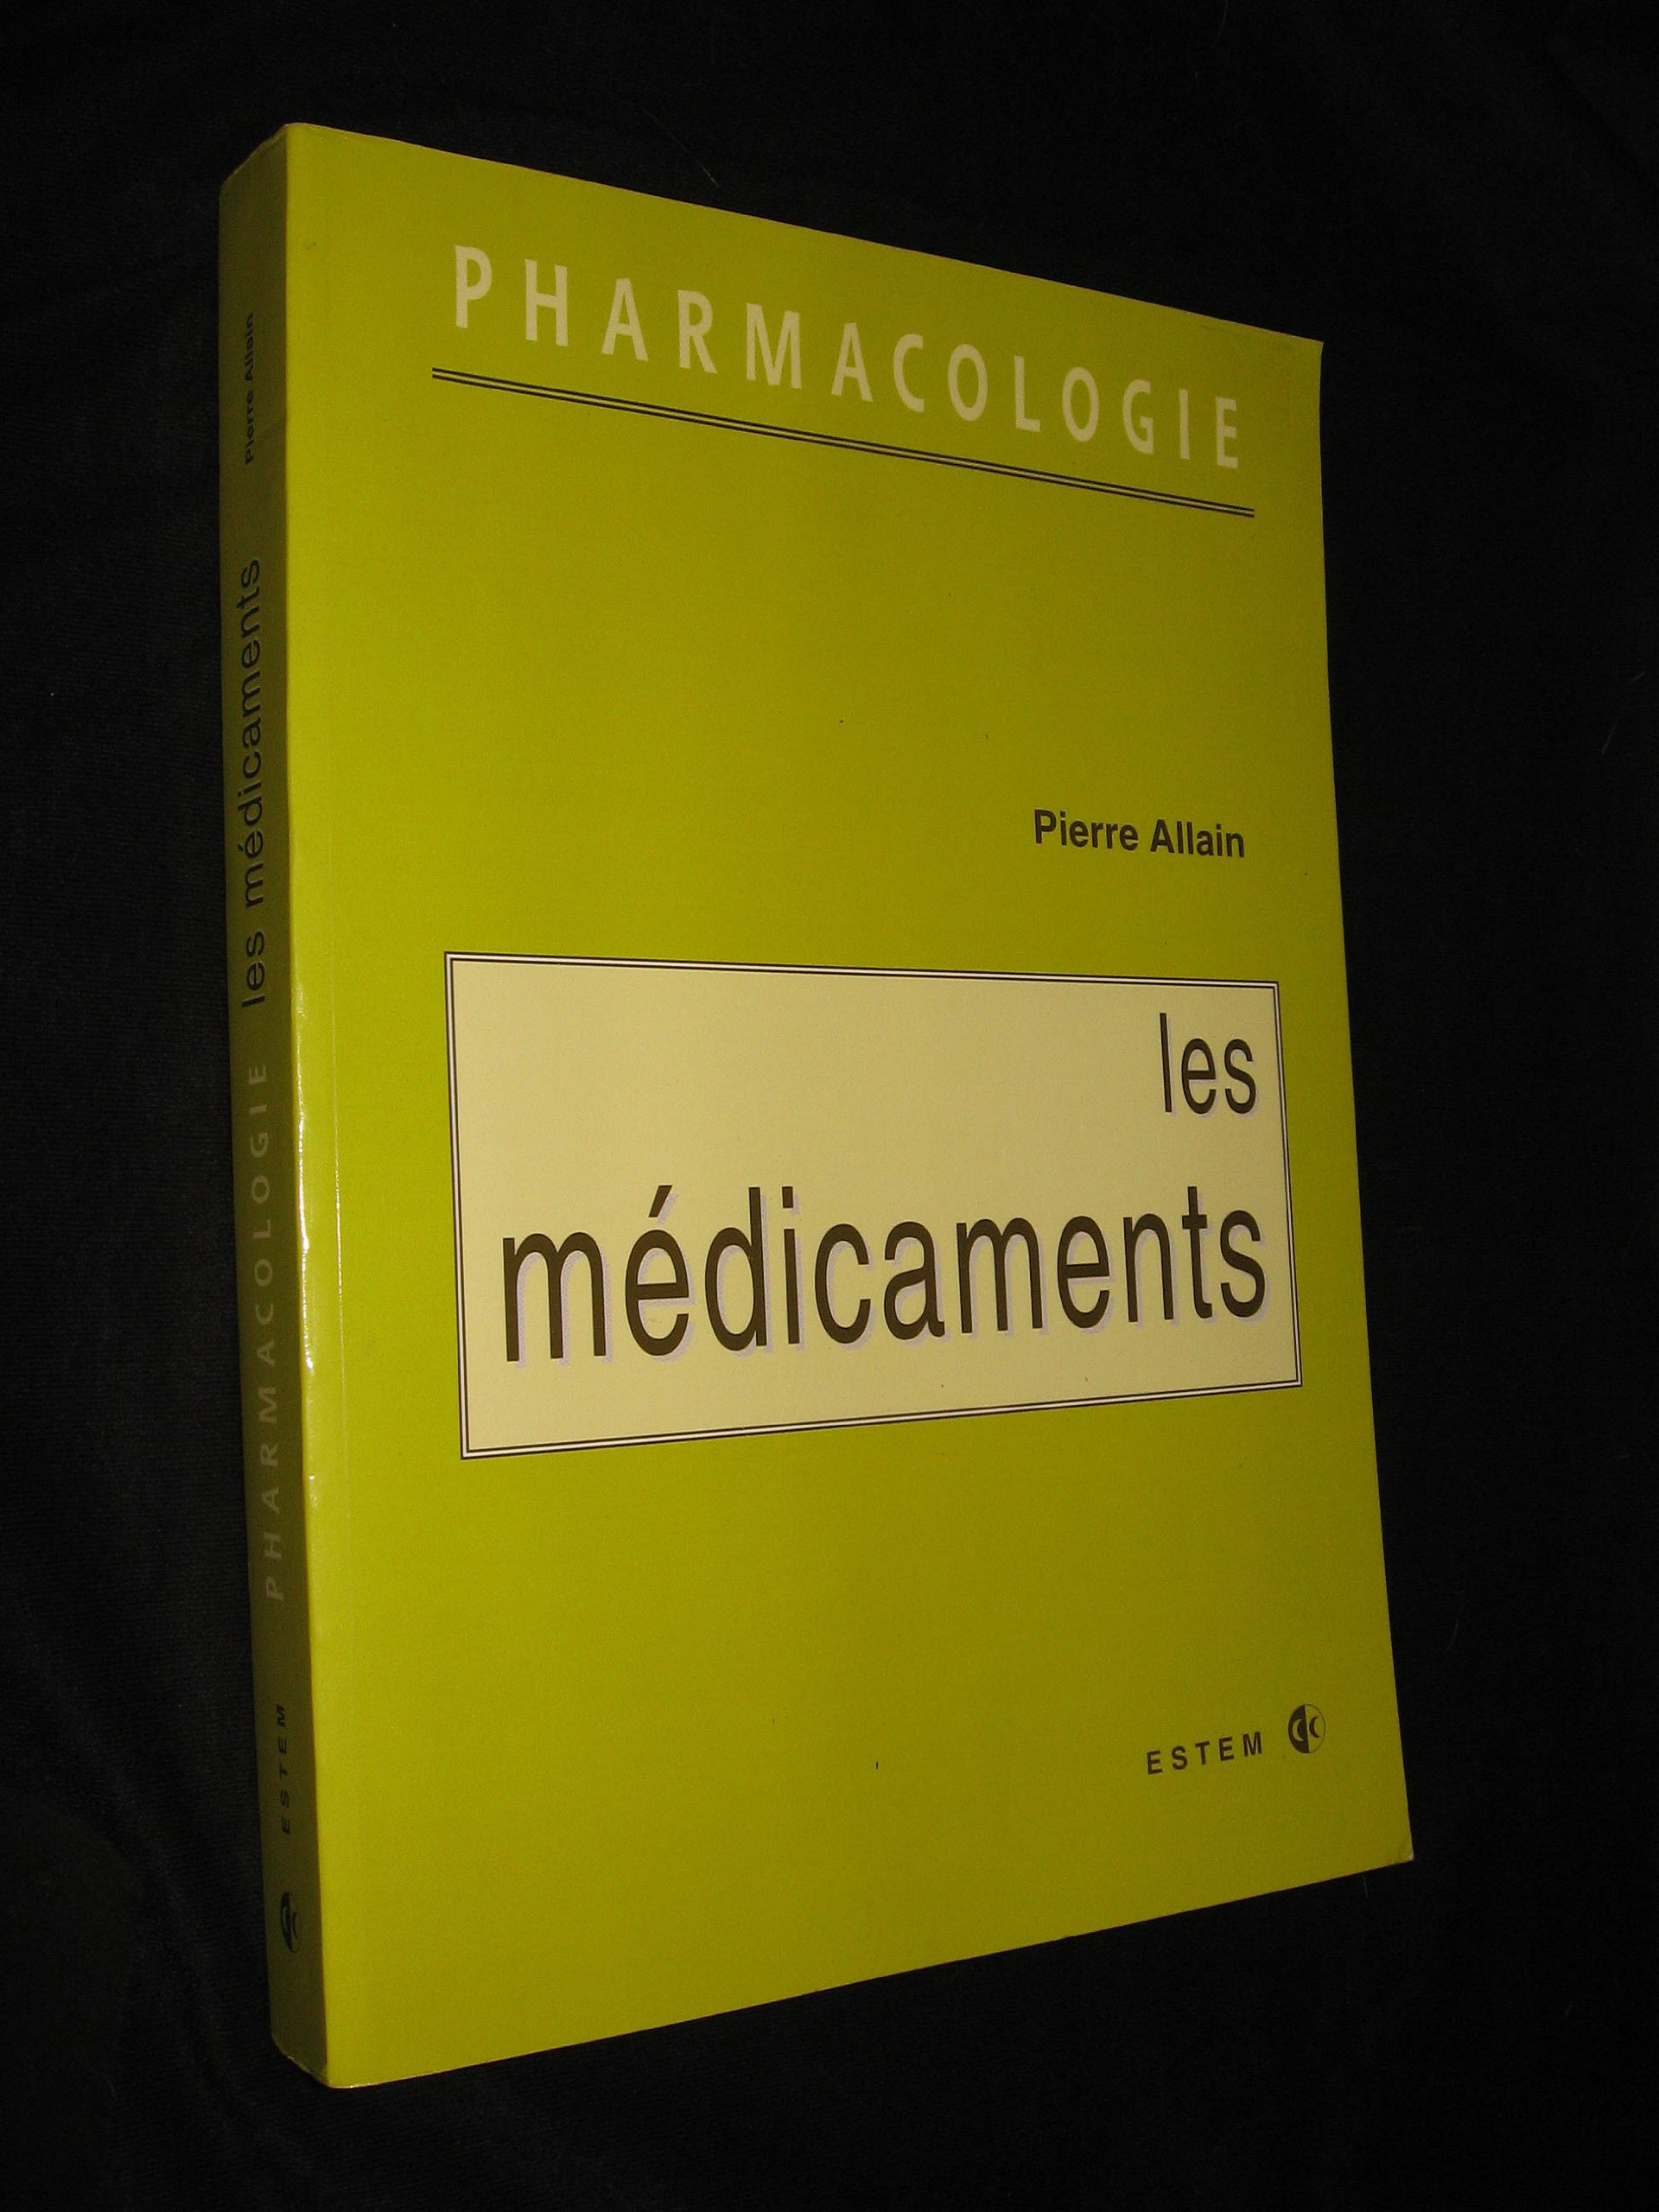 PHARMACOLOGIE
Pierre Allain
les
médicaments
ESTEM
ESTEM PHARMACOLOGIE les médicaments Pierre Allain